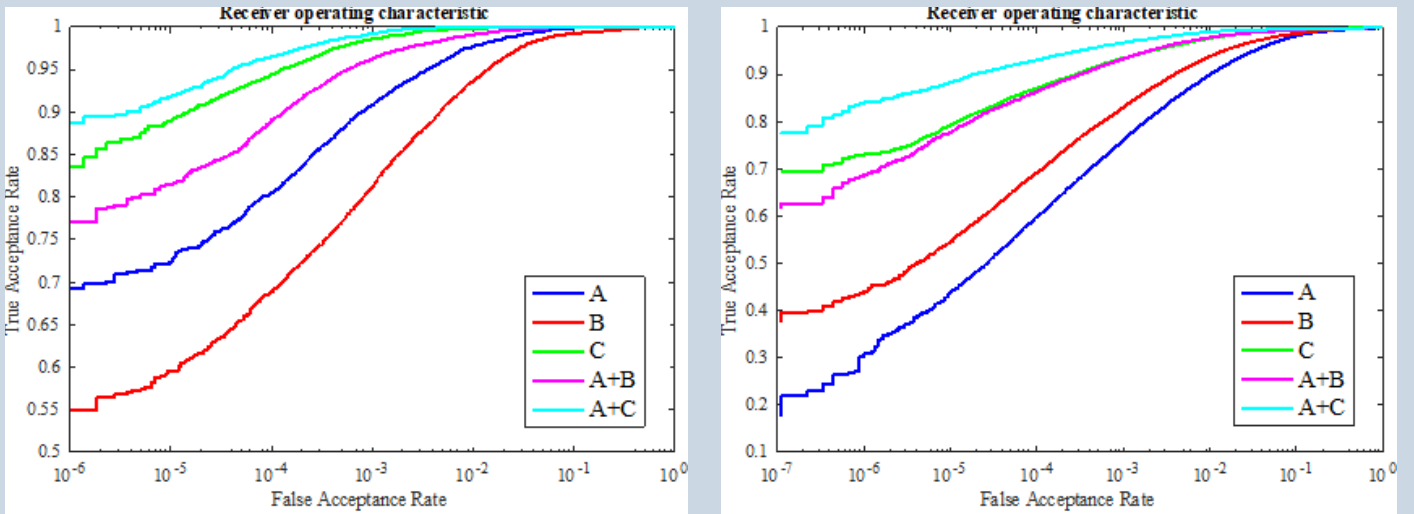 Receiver operating characteristic
1
0.95
0.9
0.85
0.8
0.75
0.7
0.65
0.6
0.55
0.5
True Acceptance Rate
10^-6 10^-5 10^-4 10^-3 10^-2 10^-1 10^0
False Acceptance Rate
A
B
C
A+B
A+C
Receiver operating characteristic
1
0.9
0.8
0.7
0.6
0.5
0.4
0.3
0.2
0.1
True Acceptance Rate
10^-7 10^-6 10^-5 10^-4 10^-3 10^-2 10^-1 10^0
False Acceptance Rate
A
B
C
A+B
A+C